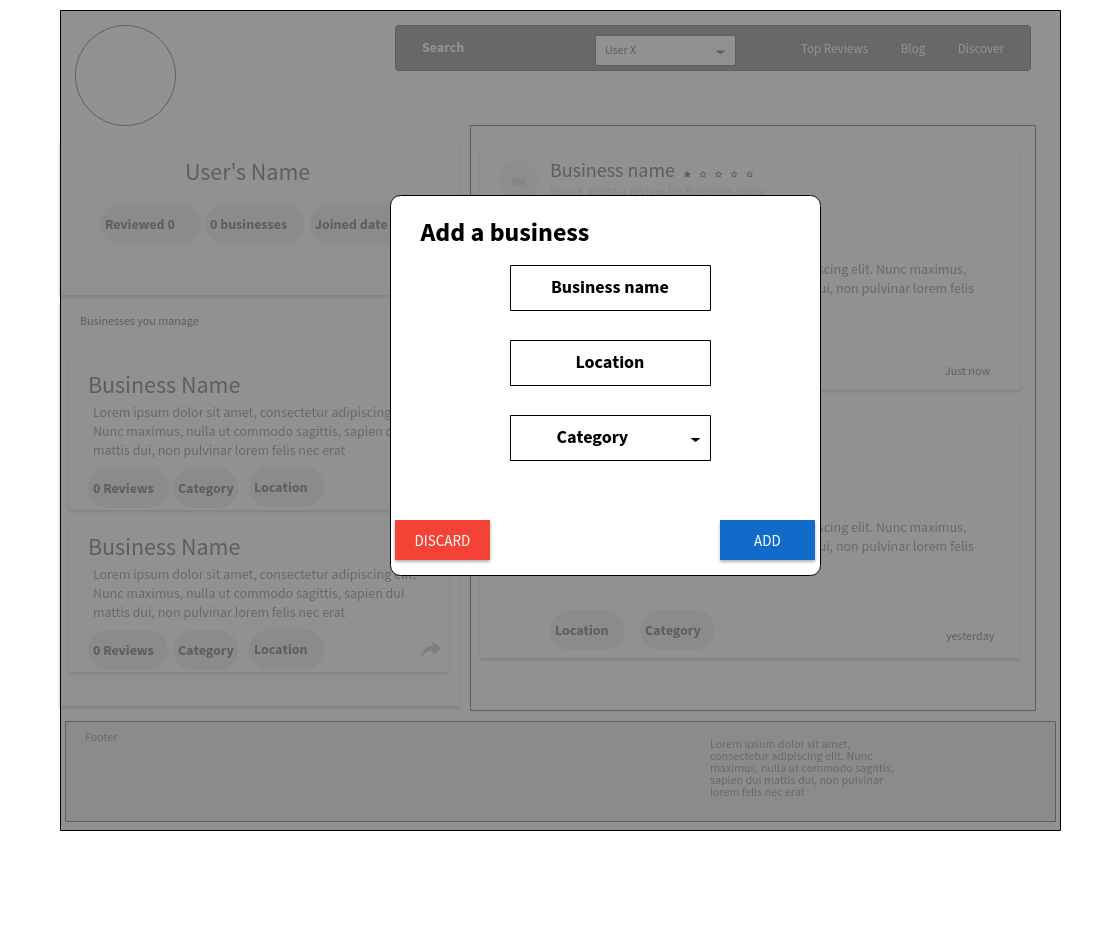 Search
User X
Top Reviews
Blog
Discover
User's Name
Reviewed 0
0 businesses
Joined date
Businesses you manage
Business Name
Lorem ipsum dolor sit amet, consectetur adipiscing
Nunc maximus, nulla ut commodo sagittis, sapien
mattis dui, non pulvinar lorem felis nec erat
0 Reviews
Category
Location
Business Name
Lorem ipsum dolor sit amet, consectetur adipiscing elit.
Nunc maximus, nulla ut commodo sagittis, sapien dui
mattis dui, non pulvinar lorem felis nec erat
0 Reviews
Category
Location
BN
Business name
User X wrote a review for Business name
Add a business
Business name
Location
Category
DISCARD
ADD
elit. Nunc maximus,
non pulvinar lorem felis
Just now
elit. Nunc maximus,
non pulvinar lorem felis
Location
Category
yesterday
Footer
Lorem ipsum dolor sit amet,
consectetur adipiscing elit. Nunc
maximus, nulla ut commodo sagittis,
sapien dui mattis dui, non pulvinar
lorem felis nec erat